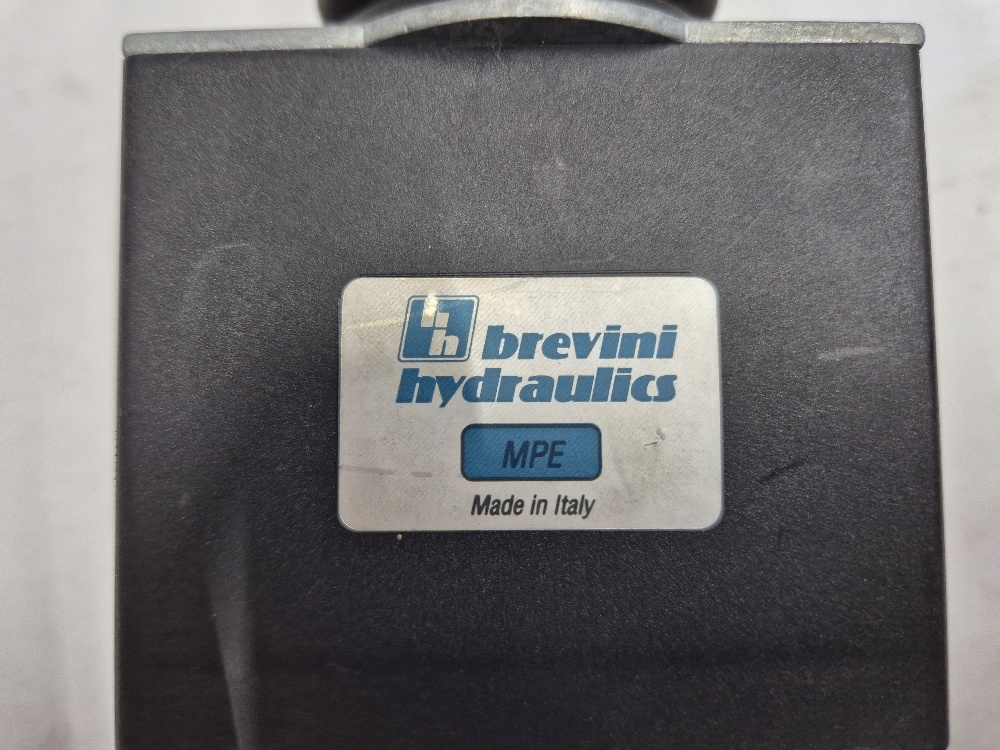 h brevini
hydraulics
MPE
Made in Italy